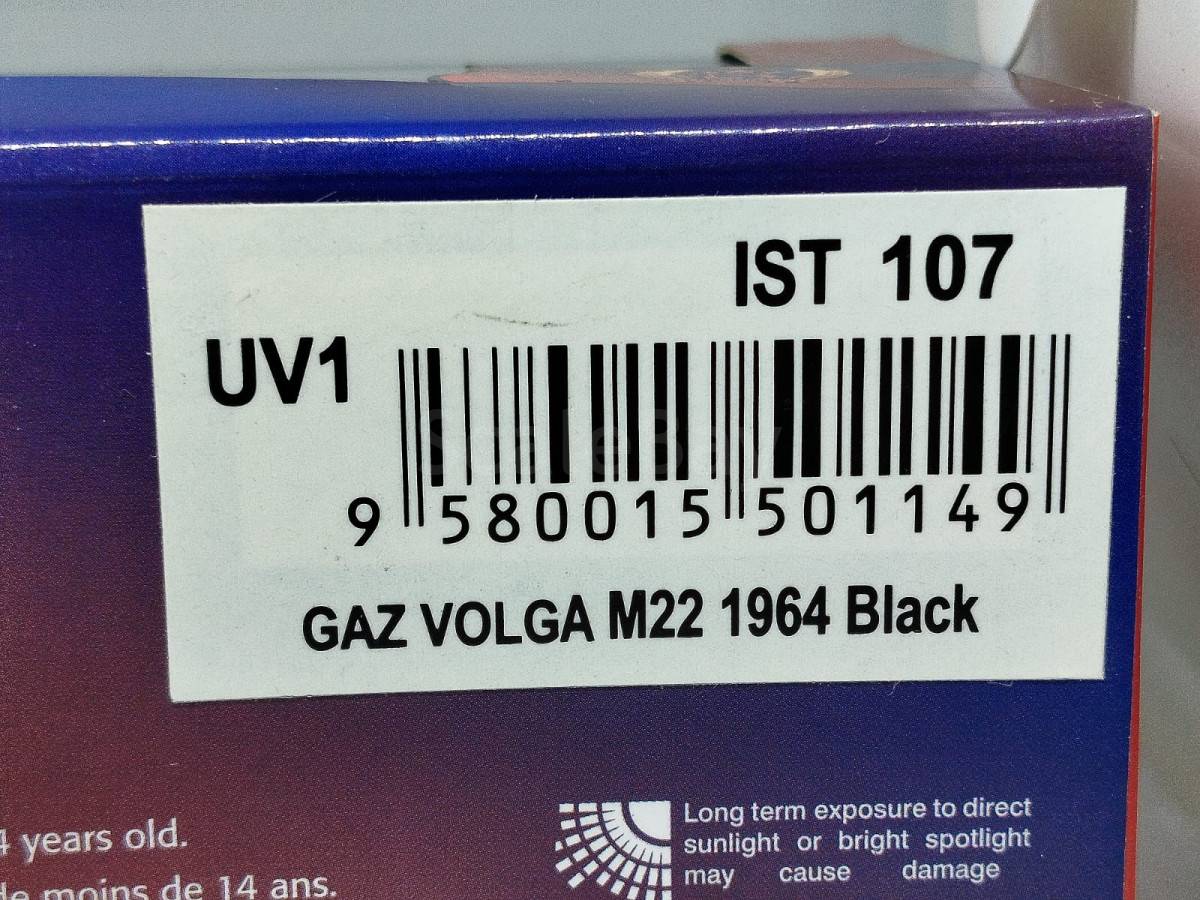 IST 107
UV1
9 580015 501149
GAZ VOLGA M22 1964 Black
4 years old.
de moins de 14 ans.
Long term exposure to direct
sunlight or bright spotlight
may cause damage
ScaleBay